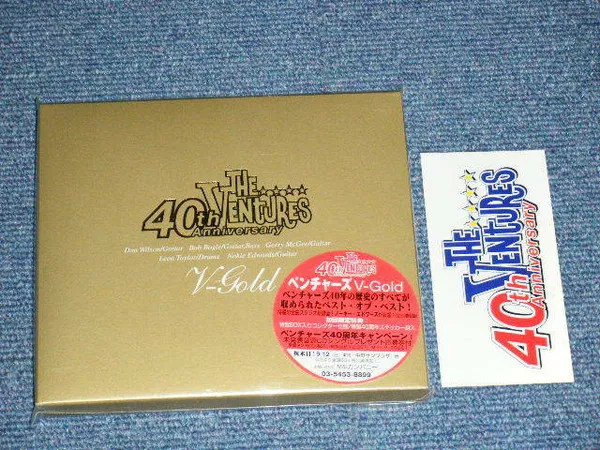 THE
VENTURES
40th
Anniversary
Don Wilson/Guitar Bob Bogle/Guitar,Bass Gerry McGee/Guitar
Leon Taylor/Drums Nokie Edwards/Guitar
V-Gold
ベンチャーズ V-Gold
ベンチャーズ40年の歴史のすべてが
収められたベスト・オブ・ベスト!
ベンチャーズ40周年キャンペーン
03-5453-8899
THE
VENTURES
40th
Anniversary